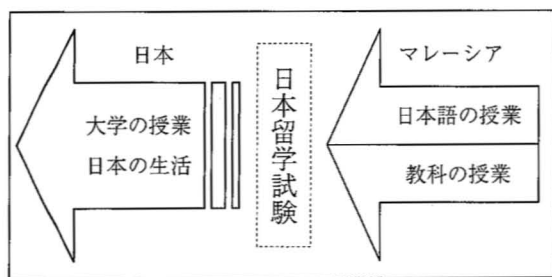 日本
大学の授業
日本の生活
日本留学試験
マレーシア
日本語の授業
教科の授業